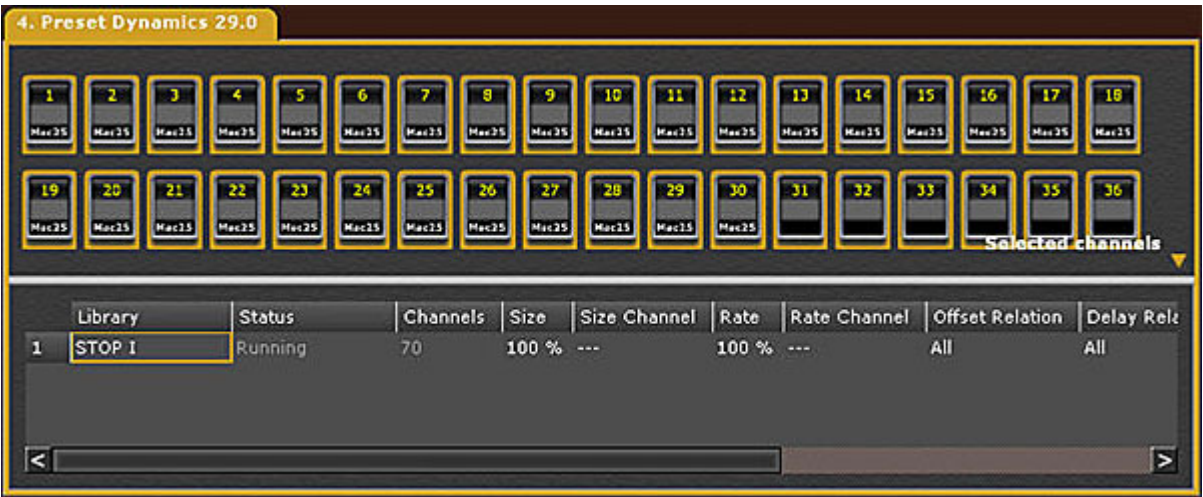 4. Preset Dynamics 29.0
1 2 3 4 5 6 7 8 9 10 11 12 13 14 15 16 17 18
Mac25 Mac25 Mac25 Mac25 Mac25 Mac25 Mac25 Mac25 Mac25 Mac25 Mac25 Mac25 Mac25 Mac25 Mac25 Mac25 Mac25 Mac25
19 20 21 22 23 24 25 26 27 28 29 30 31 32 33 34 35 36
Mac25 Mac25 Mac25 Mac25 Mac25 Mac25 Mac25 Mac25 Mac25 Mac25 Mac25 Mac25
Selected channels
Library Status Channels Size Size Channel Rate Rate Channel Offset Relation Delay Rela
1 STOP I Running 70 100 % --- 100 % --- All All
< >